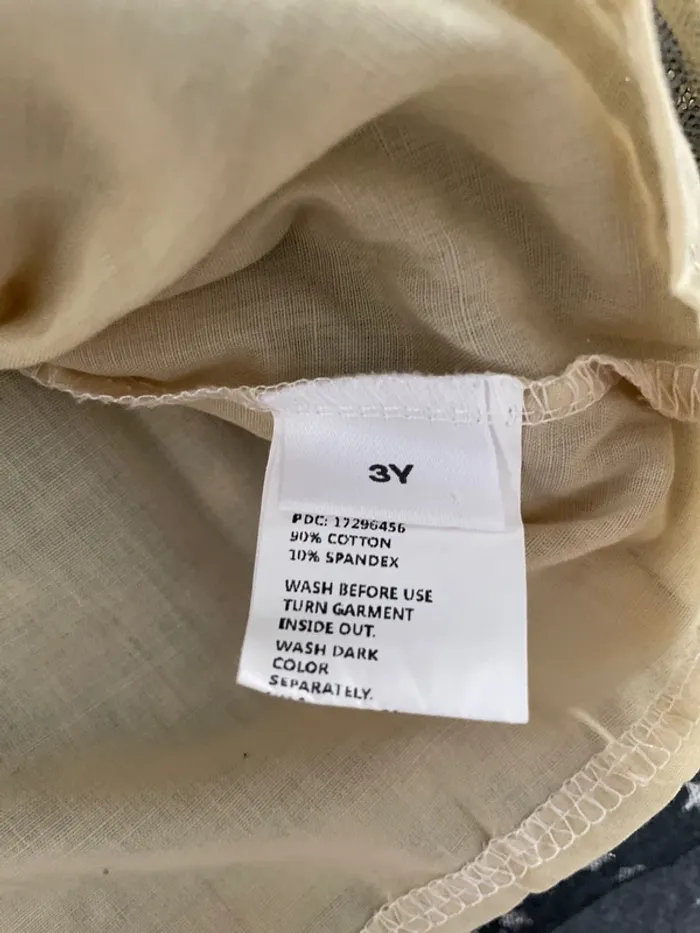 3Y
PDC: 17296456
90% COTTON
10% SPANDEX
WASH BEFORE USE
TURN GARMENT
INSIDE OUT.
WASH DARK
COLOR
SEPARATELY.